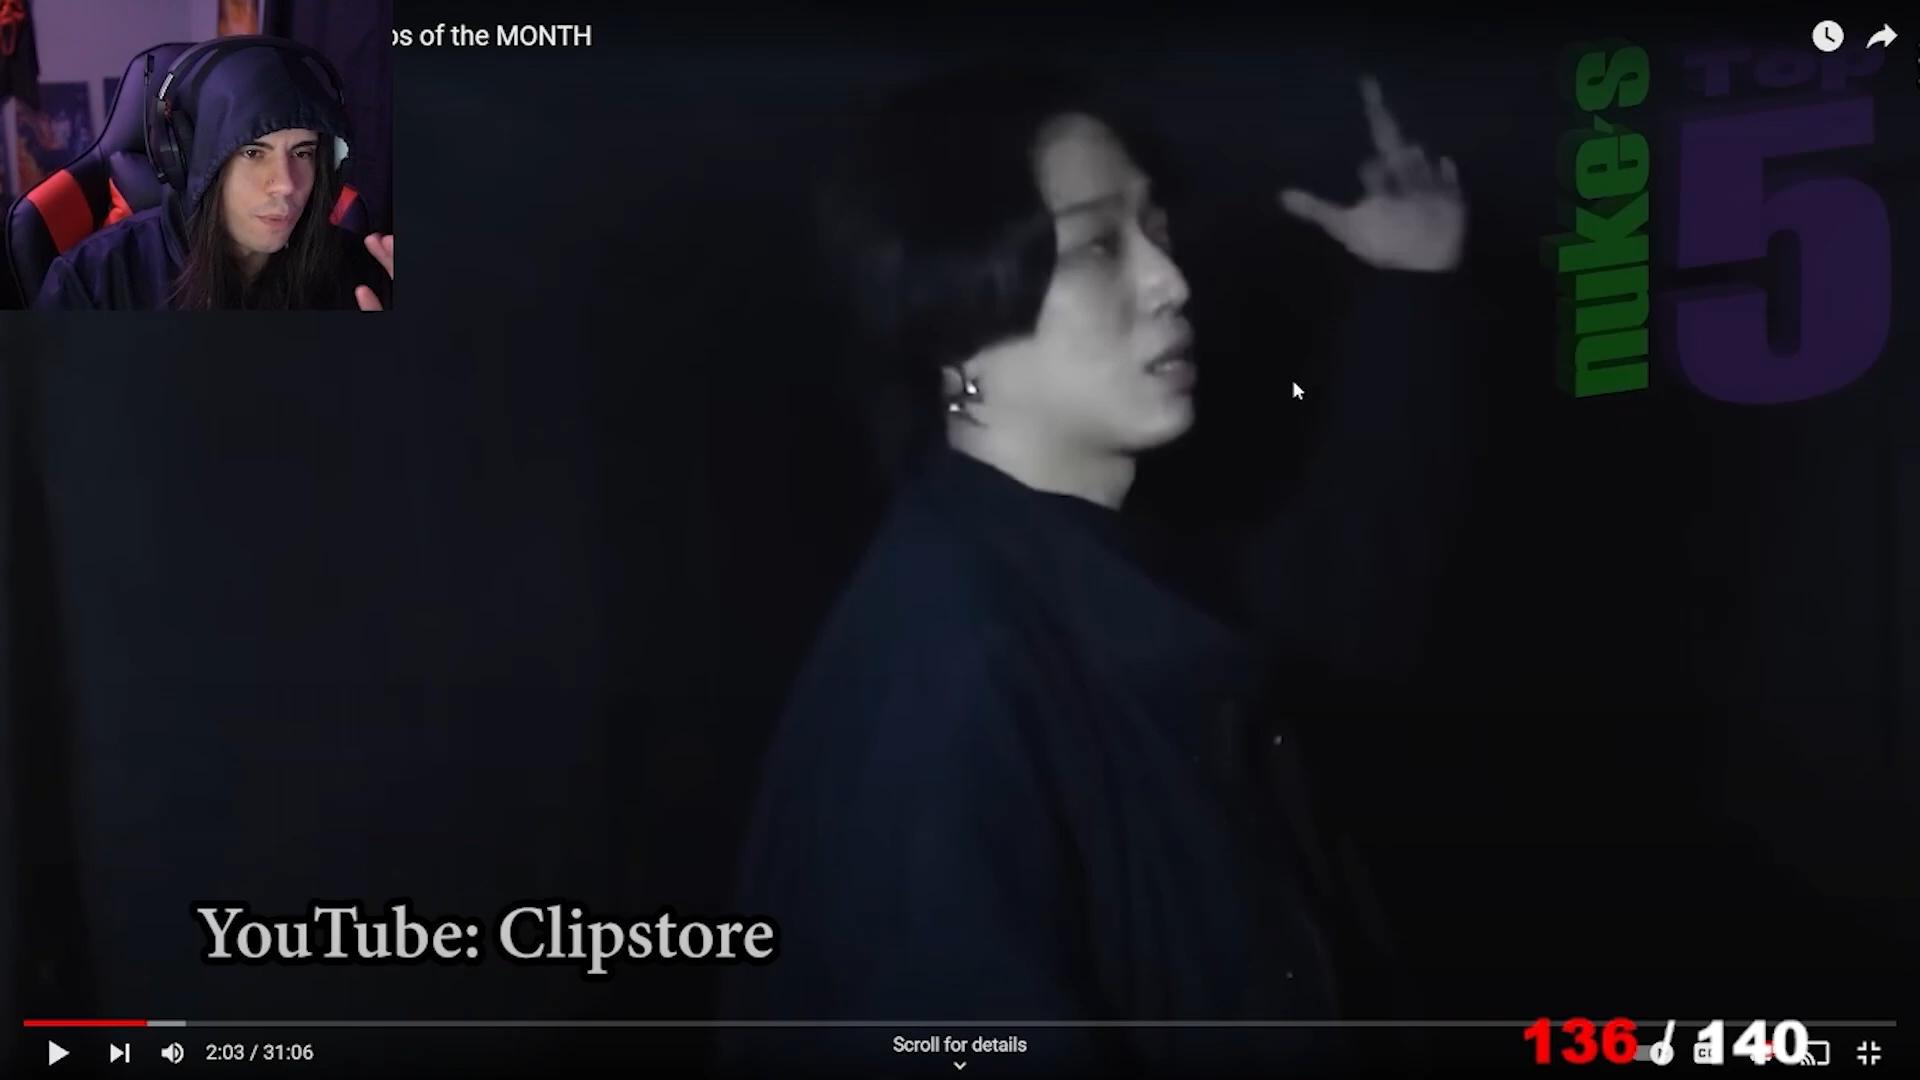 os of the MONTH
nuke's
Top
5
YouTube: Clipstore
2:03 / 31:06
Scroll for details
136 / 140